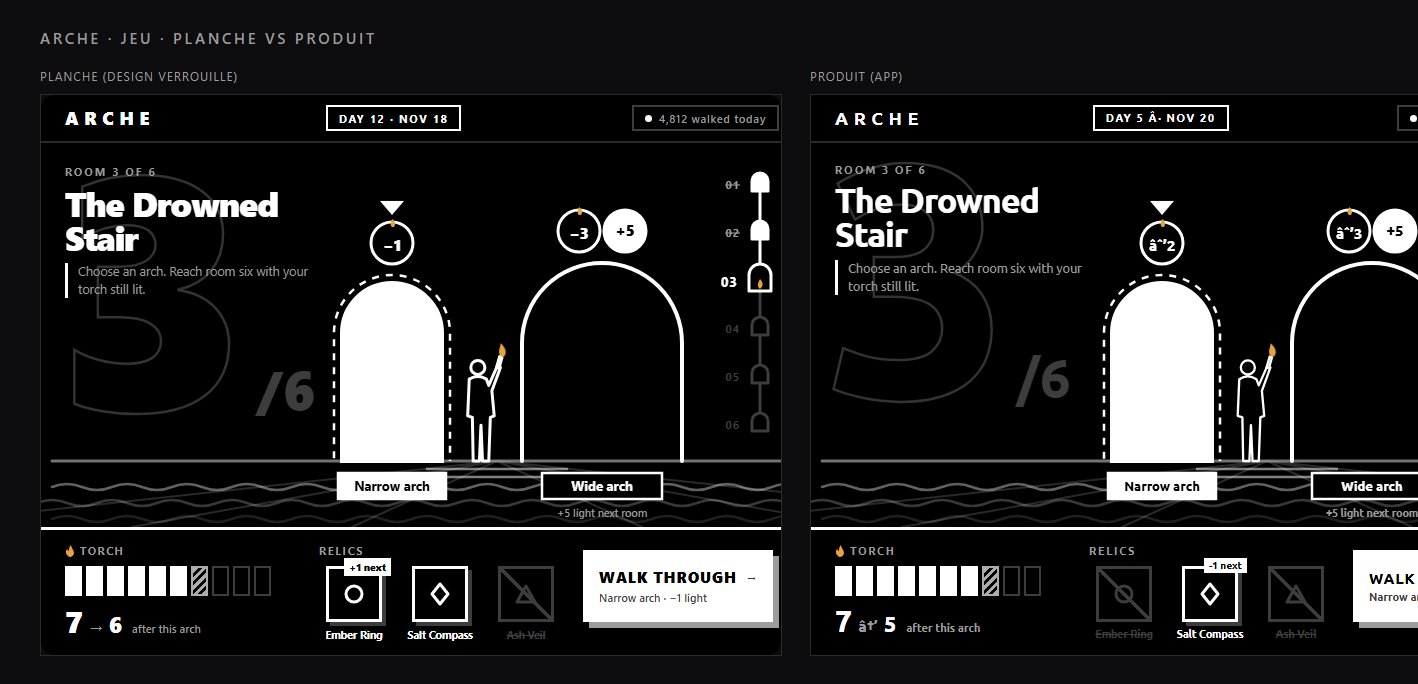 ARCHE · JEU · PLANCHE VS PRODUIT
PLANCHE (DESIGN VERROUILLE)
ARCHE
DAY 12 · NOV 18
4,812 walked today
ROOM 3 OF 6
The Drowned
Stair
Choose an arch. Reach room six with your
torch still lit.
3
/6
−1
−3
+5
01
02
03
04
05
06
Narrow arch
Wide arch
+5 light next room
TORCH
7 → 6 after this arch
RELICS
+1 next
Ember Ring
Salt Compass
Ash Veil
WALK THROUGH →
Narrow arch · −1 light
PRODUIT (APP)
ARCHE
DAY 5 Â· NOV 20
ROOM 3 OF 6
The Drowned
Stair
Choose an arch. Reach room six with your
torch still lit.
3
/6
âˆ’2
âˆ’3
+5
Narrow arch
Wide arch
+5 light next room
TORCH
7 â†’ 5 after this arch
RELICS
-1 next
Ember Ring
Salt Compass
Ash Veil
WALK
Narrow ar